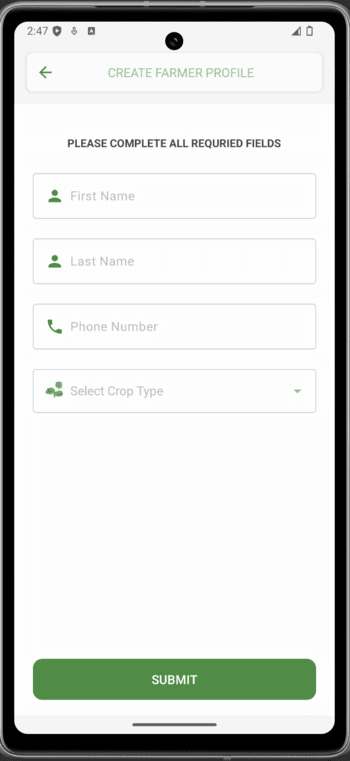 2:47
CREATE FARMER PROFILE
PLEASE COMPLETE ALL REQURIED FIELDS
First Name
Last Name
Phone Number
Select Crop Type
SUBMIT